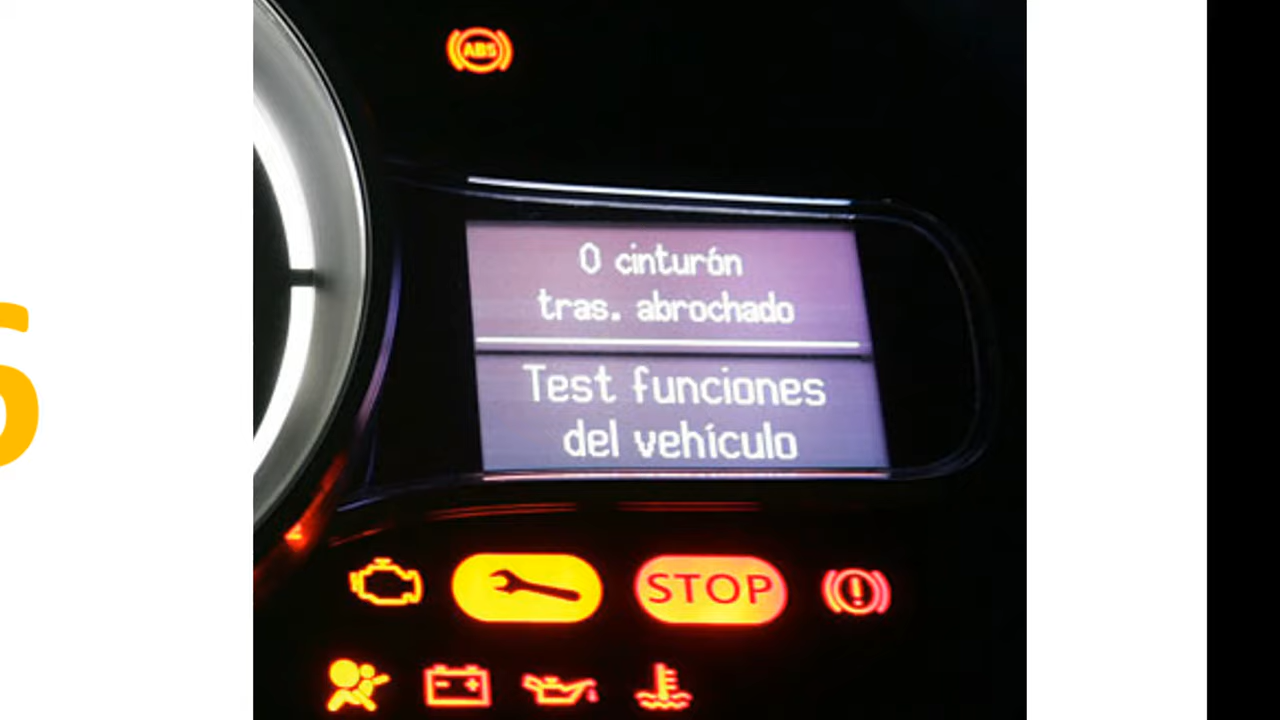 ABS
0 cinturón
tras. abrochado
Test funciones
del vehículo
STOP